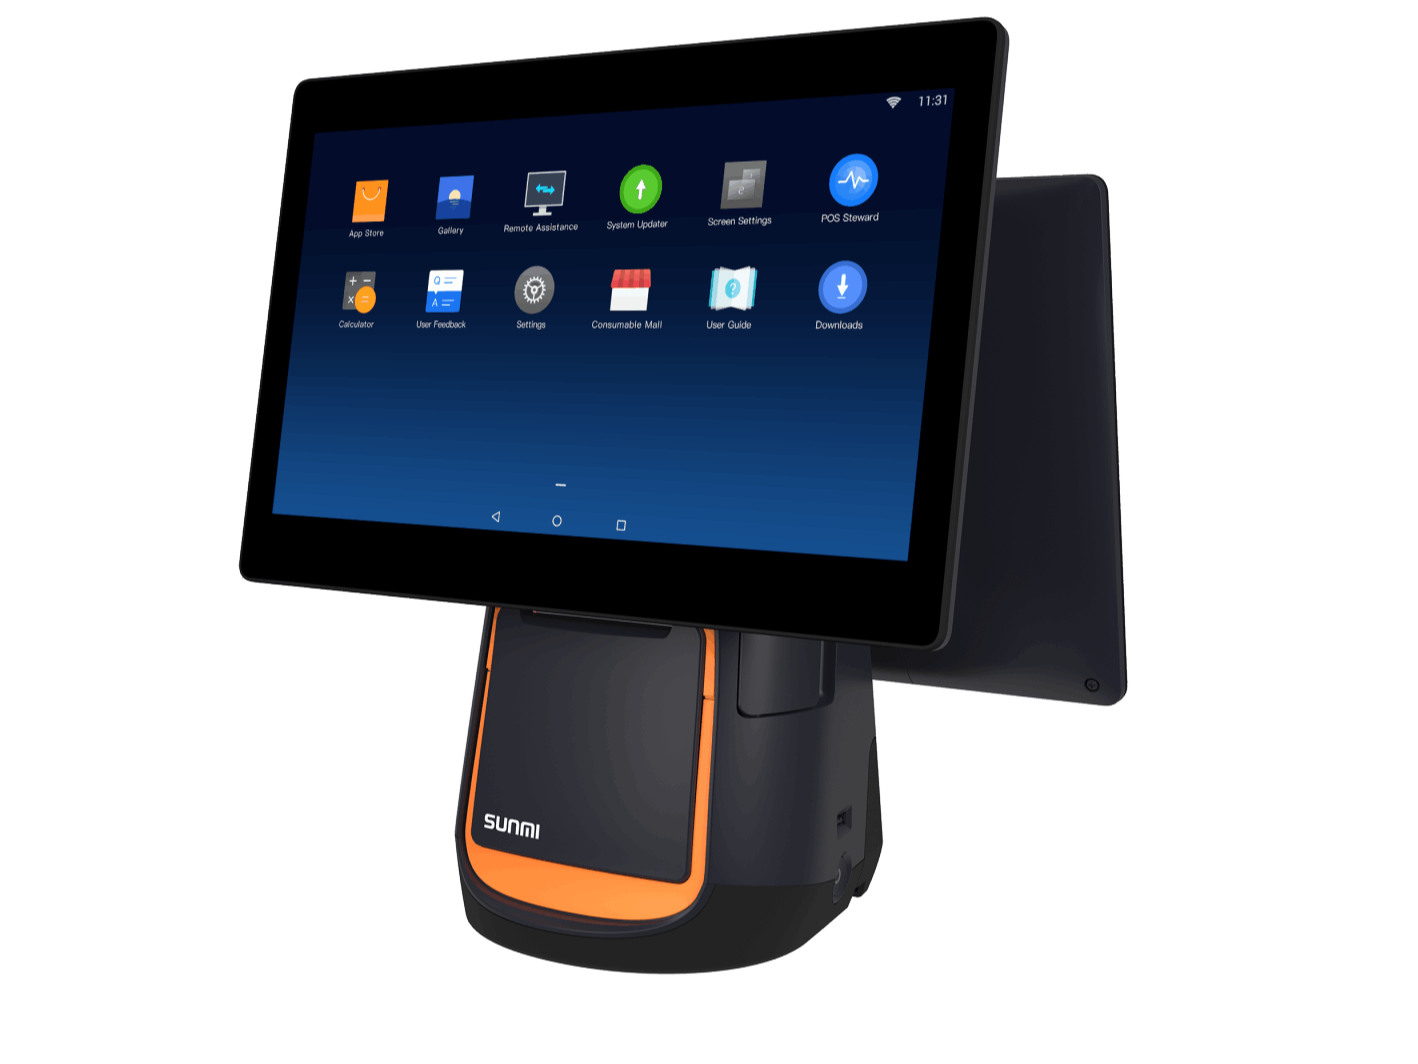 11:31
App Store
Gallery
Remote Assistance
System Updater
Screen Settings
POS Steward
Calculator
User Feedback
Settings
Consumable Mall
User Guide
Downloads
SUNMI